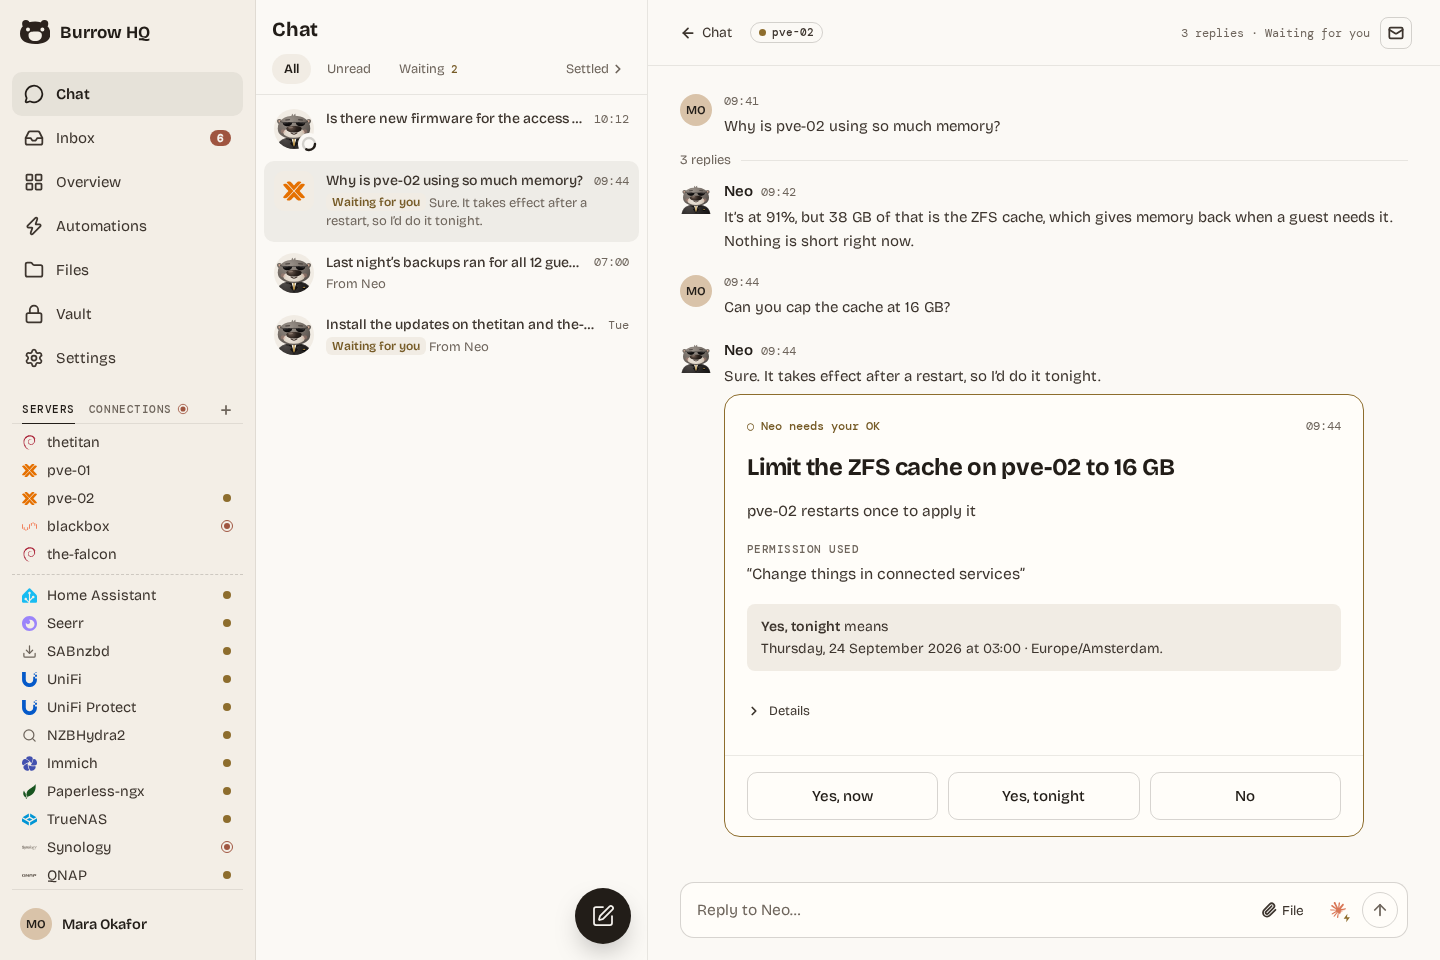 Burrow HQ
Chat
Inbox
6
Overview
Automations
Files
Vault
Settings
SERVERS
CONNECTIONS
thetitan
pve-01
pve-02
blackbox
the-falcon
Home Assistant
Seerr
SABnzbd
UniFi
UniFi Protect
NZBHydra2
Immich
Paperless-ngx
TrueNAS
Synology
QNAP
MO
Mara Okafor
Chat
All
Unread
Waiting 2
Settled
Is there new firmware for the access ...
10:12
Why is pve-02 using so much memory?
09:44
Waiting for you Sure. It takes effect after a
restart, so I'd do it tonight.
Last night's backups ran for all 12 gue...
07:00
From Neo
Install the updates on thetitan and the-...
Tue
Waiting for you From Neo
Chat
pve-02
3 replies · Waiting for you
MO
09:41
Why is pve-02 using so much memory?
3 replies
Neo 09:42
It's at 91%, but 38 GB of that is the ZFS cache, which gives memory back when a guest needs it.
Nothing is short right now.
MO
09:44
Can you cap the cache at 16 GB?
Neo 09:44
Sure. It takes effect after a restart, so I'd do it tonight.
Neo needs your OK
09:44
Limit the ZFS cache on pve-02 to 16 GB
pve-02 restarts once to apply it
PERMISSION USED
“Change things in connected services”
Yes, tonight means
Thursday, 24 September 2026 at 03:00 · Europe/Amsterdam.
Details
Yes, now
Yes, tonight
No
Reply to Neo...
File